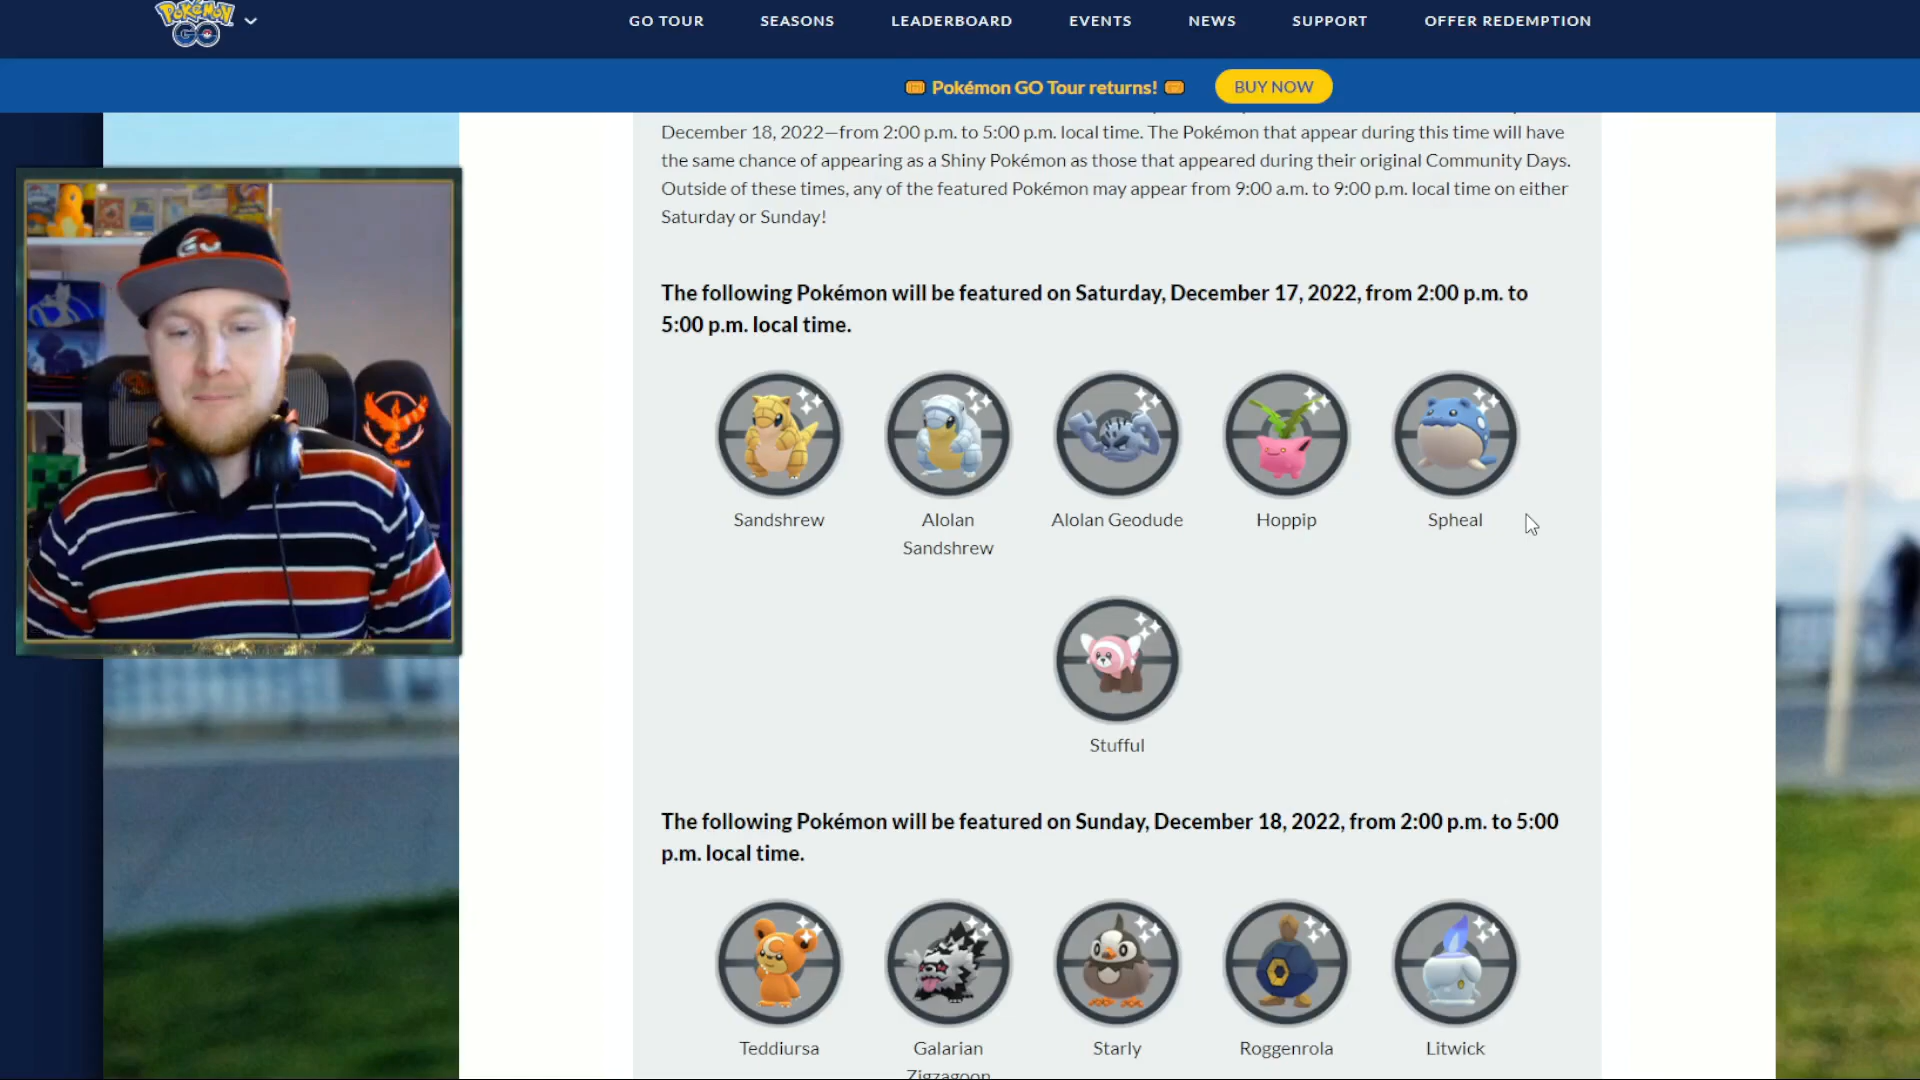 Pokémon
GO
GO TOUR SEASONS LEADERBOARD EVENTS NEWS SUPPORT OFFER REDEMPTION
Pokémon GO Tour returns! BUY NOW
December 18, 2022—from 2:00 p.m. to 5:00 p.m. local time. The Pokémon that appear during this time will have
the same chance of appearing as a Shiny Pokémon as those that appeared during their original Community Days.
Outside of these times, any of the featured Pokémon may appear from 9:00 a.m. to 9:00 p.m. local time on either
Saturday or Sunday!
The following Pokémon will be featured on Saturday, December 17, 2022, from 2:00 p.m. to
5:00 p.m. local time.
Sandshrew Alolan Alolan Geodude Hoppip Spheal
Sandshrew
Stufful
The following Pokémon will be featured on Sunday, December 18, 2022, from 2:00 p.m. to 5:00
p.m. local time.
Teddiursa Galarian Starly Roggenrola Litwick
Zigzagoon